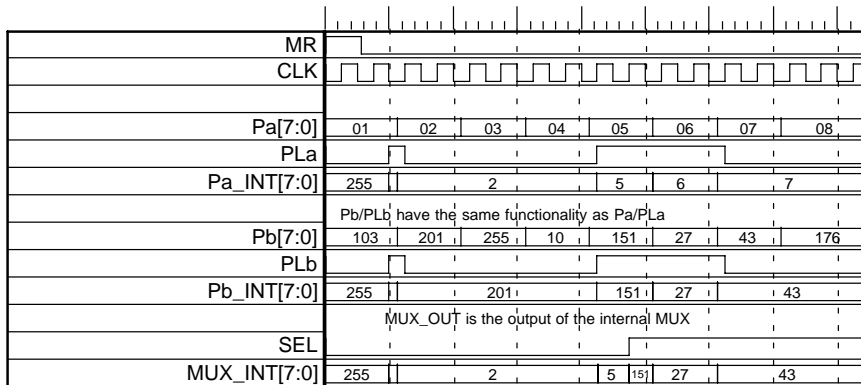 MR
CLK
Pa[7:0] 01 02 03 04 05 06 07 08
PLa
Pa_INT[7:0] 255 2 5 6 7
Pb/PLb have the same functionality as Pa/PLa
Pb[7:0] 103 201 255 10 151 27 43 176
PLb
Pb_INT[7:0] 255 201 151 27 43
MUX_OUT is the output of the internal MUX
SEL
MUX_INT[7:0] 255 2 5 151 27 43